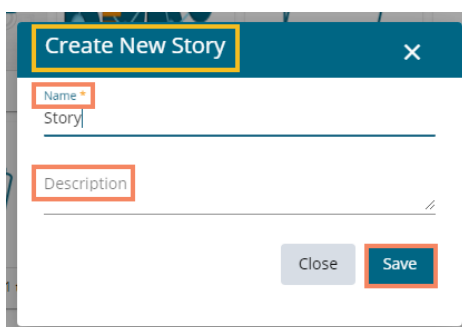 Create New Story
Name *
Story
Description
Close Save